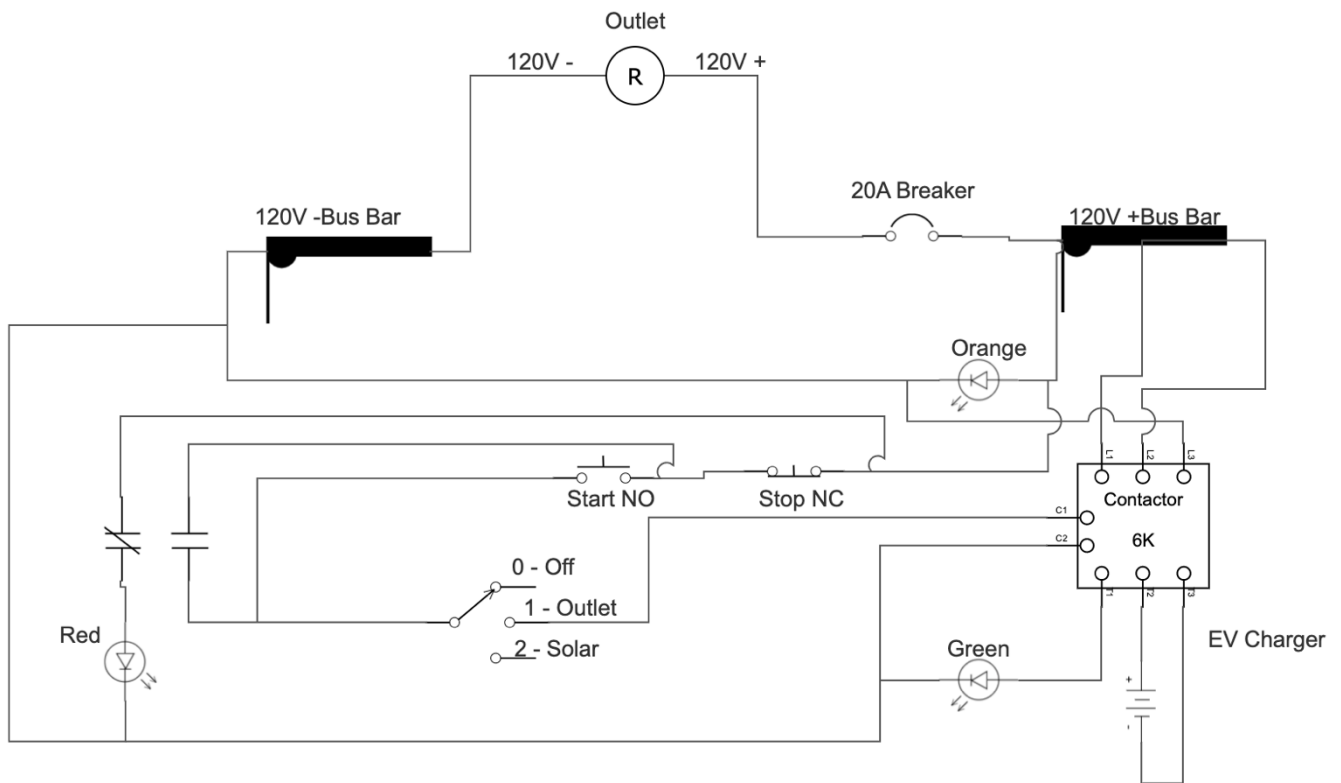 Outlet
120V -
120V +
R
20A Breaker
120V -Bus Bar
120V +Bus Bar
Orange
L1
L2
L3
Start NO
Stop NC
Contactor
C1
6K
C2
0 - Off
T1
T2
T3
1 - Outlet
Red
2 - Solar
Green
EV Charger
+
-